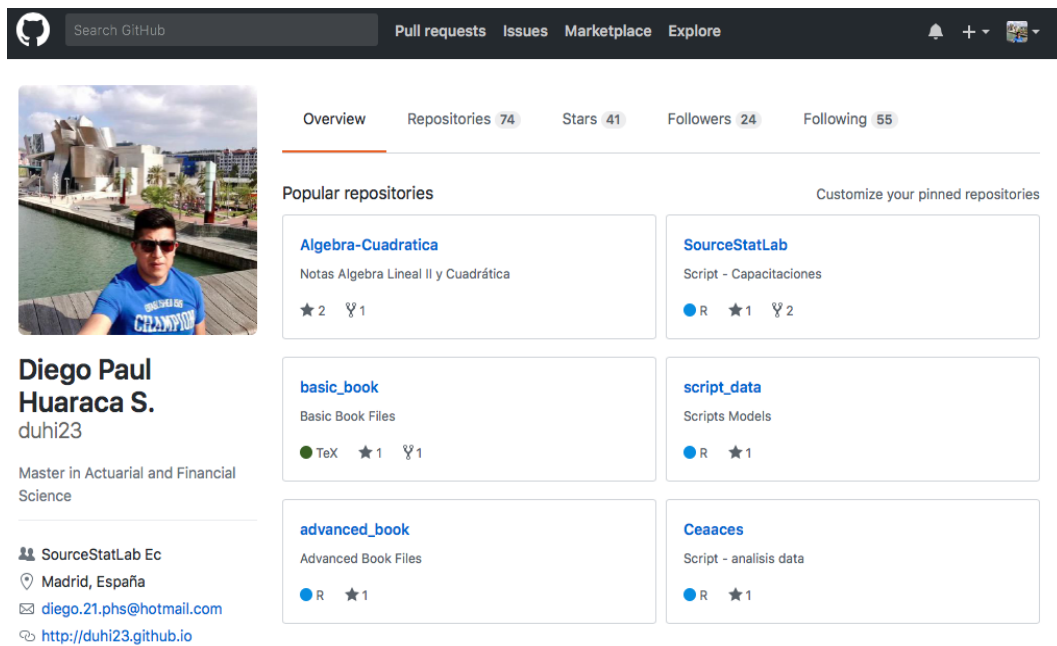 Search GitHub
Pull requests Issues Marketplace Explore
Overview Repositories 74 Stars 41 Followers 24 Following 55
Popular repositories Customize your pinned repositories
Algebra-Cuadratica
Notas Algebra Lineal II y Cuadrática
2 1
SourceStatLab
Script - Capacitaciones
R 1 2
basic_book
Basic Book Files
TeX 1 1
script_data
Scripts Models
R 1
advanced_book
Advanced Book Files
R 1
Ceaaces
Script - analisis data
R 1
CHAMPION
Diego Paul
Huaraca S.
duhi23
Master in Actuarial and Financial
Science
SourceStatLab Ec
Madrid, España
diego.21.phs@hotmail.com
http://duhi23.github.io